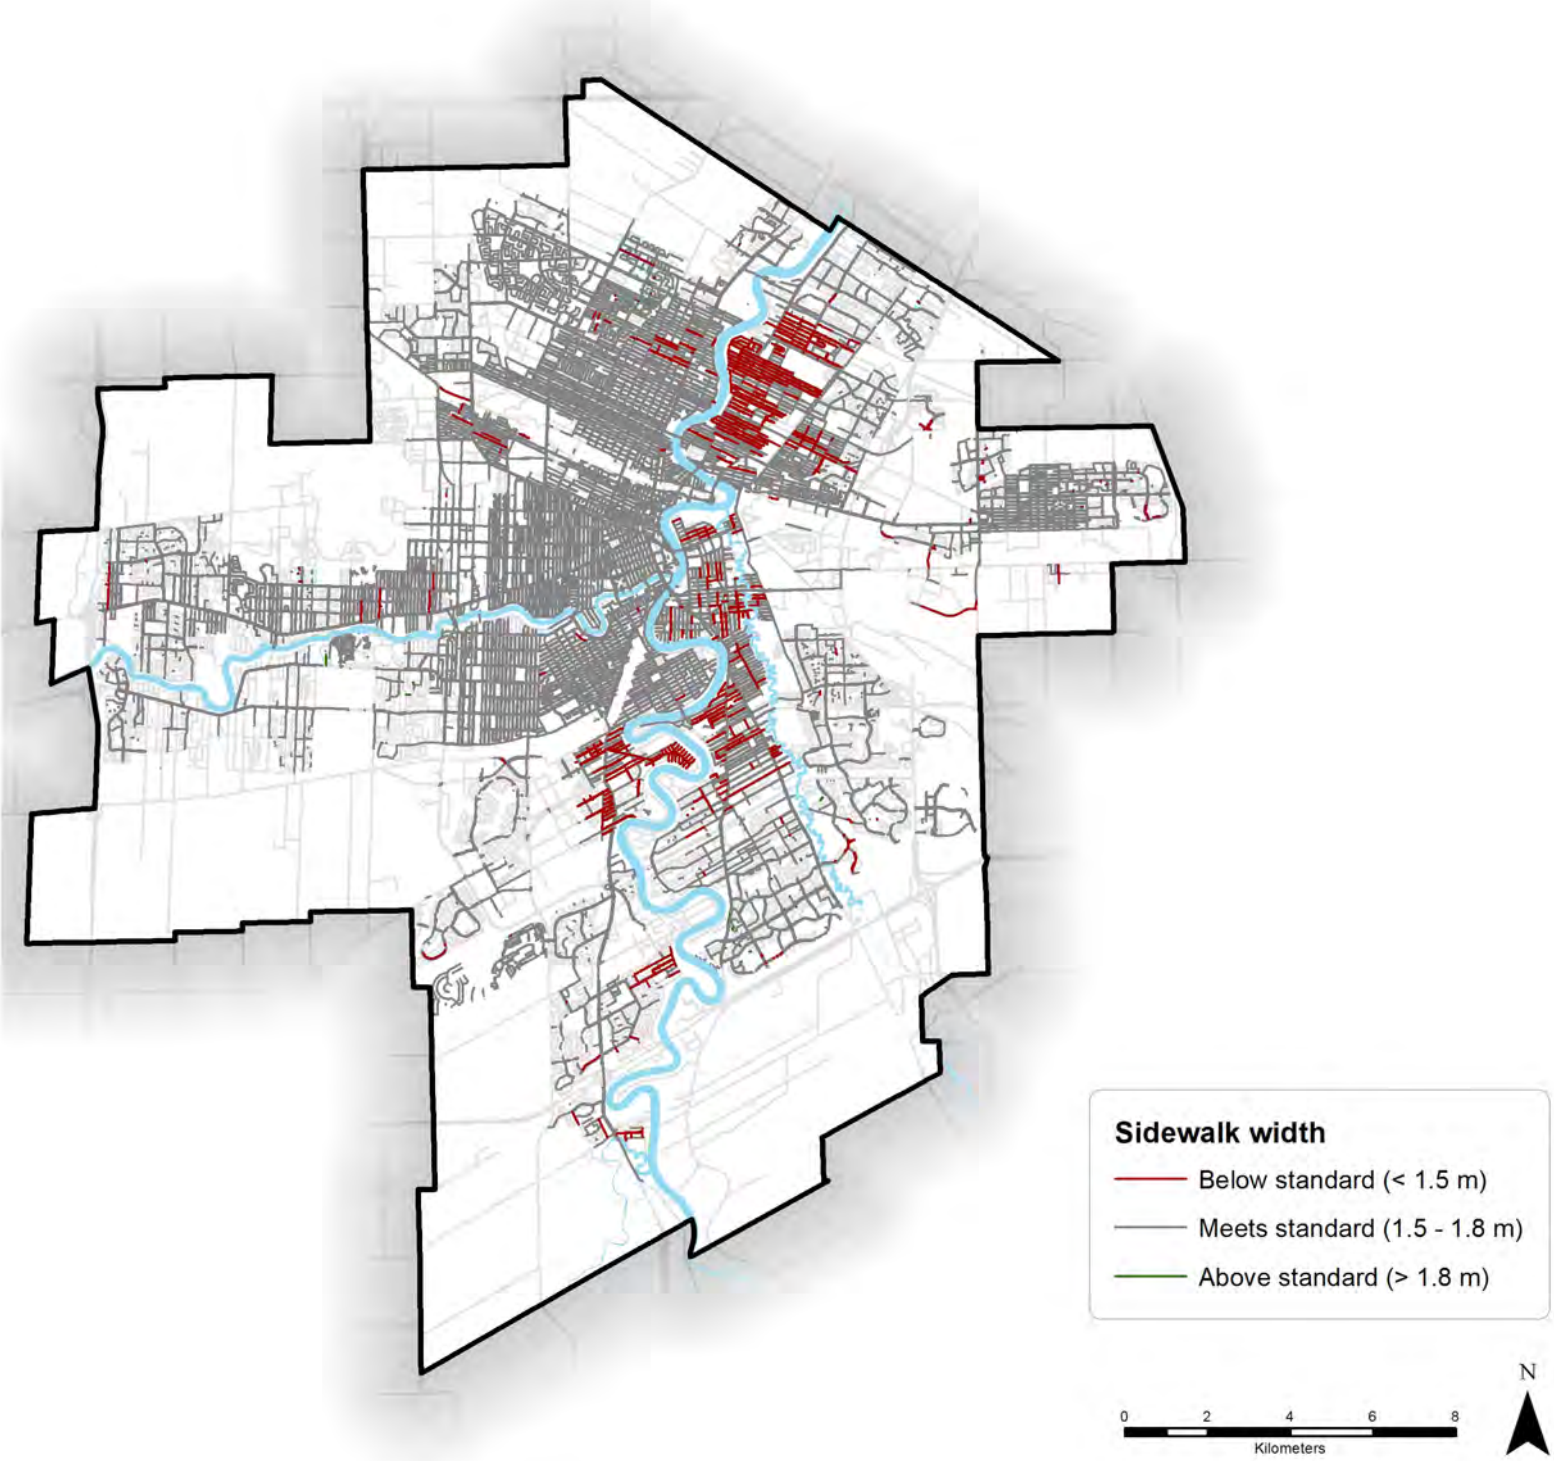 Sidewalk width
Below standard (< 1.5 m)
Meets standard (1.5 - 1.8 m)
Above standard (> 1.8 m)
N
0 2 4 6 8
Kilometers